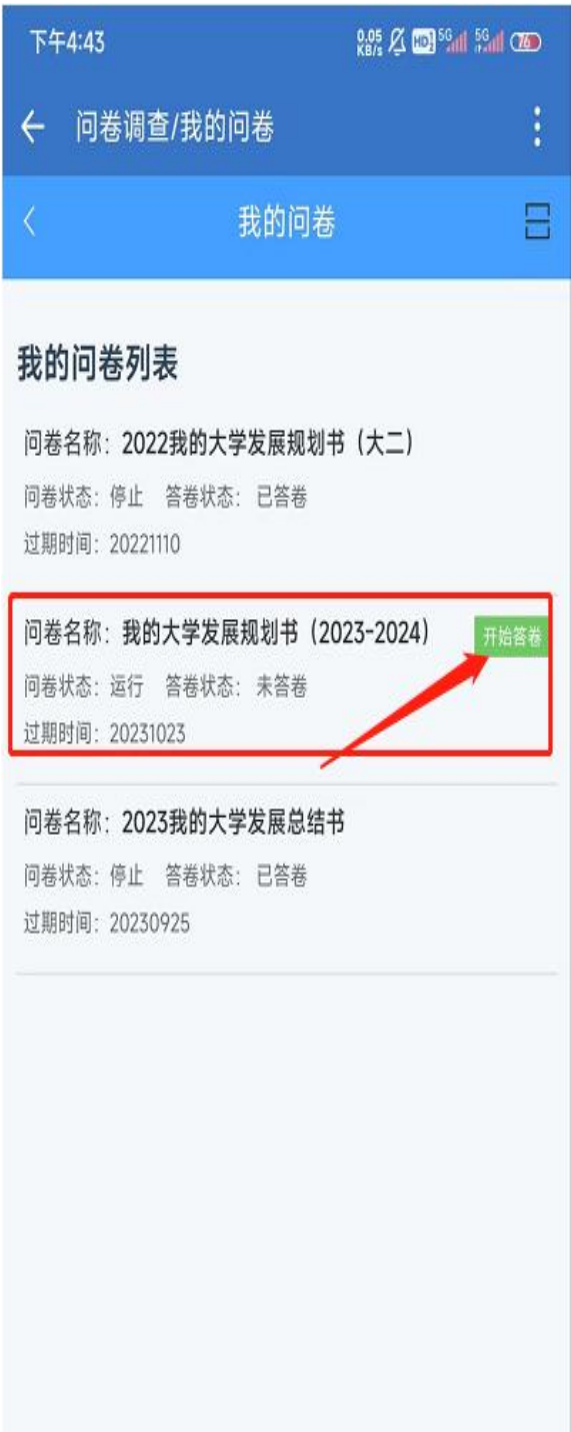 下午4:43 0.05 KB/s HD 5G 5G 76
问卷调查/我的问卷
我的问卷
我的问卷列表
问卷名称：2022我的大学发展规划书（大二）
问卷状态：停止 答卷状态： 已答卷
过期时间：20221110
问卷名称：我的大学发展规划书（2023-2024） 开始答卷
问卷状态：运行 答卷状态： 未答卷
过期时间：20231023
问卷名称：2023我的大学发展总结书
问卷状态：停止 答卷状态： 已答卷
过期时间：20230925